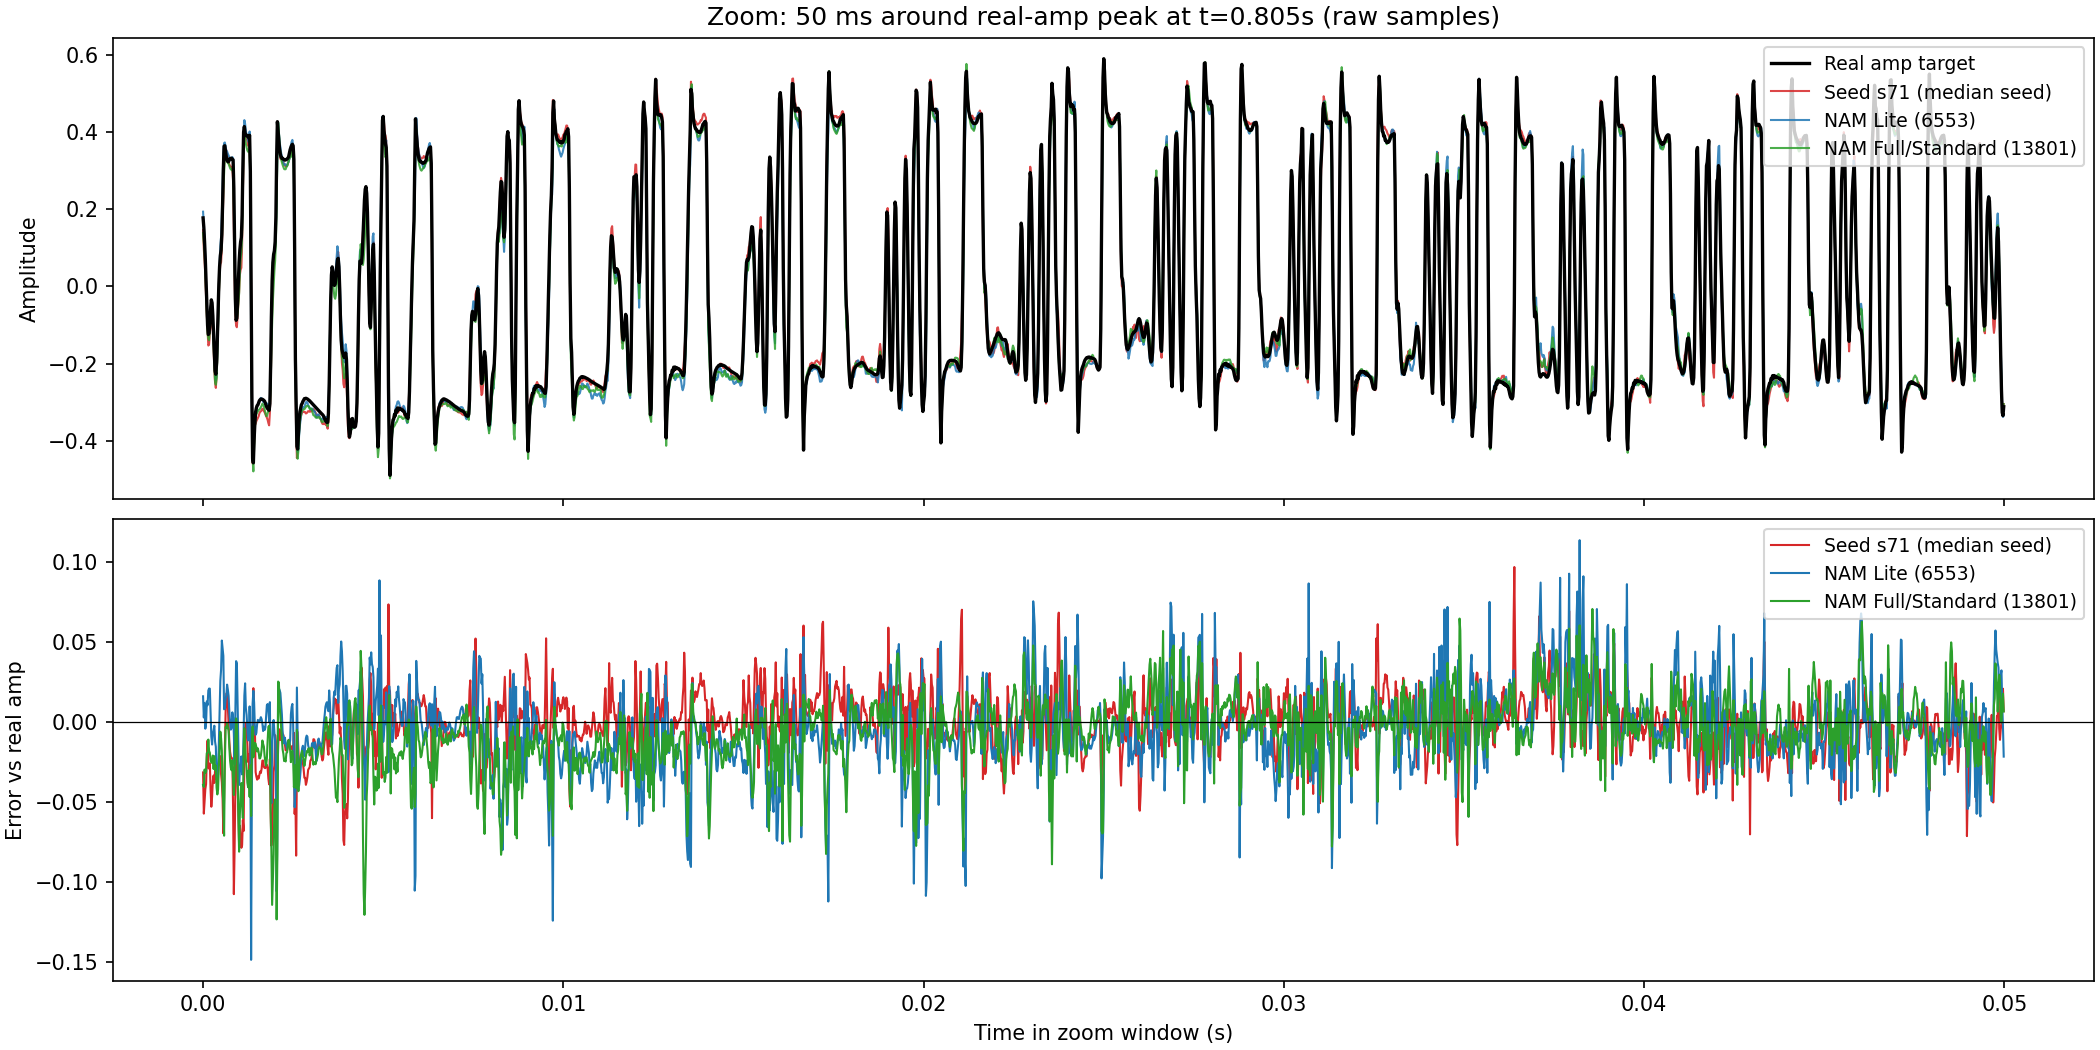 Zoom: 50 ms around real-amp peak at t=0.805s (raw samples)
0.6
0.4
0.2
0.0
−0.2
−0.4
Amplitude
Real amp target
Seed s71 (median seed)
NAM Lite (6553)
NAM Full/Standard (13801)
0.10
0.05
0.00
−0.05
−0.10
−0.15
Error vs real amp
Seed s71 (median seed)
NAM Lite (6553)
NAM Full/Standard (13801)
0.00 0.01 0.02 0.03 0.04 0.05
Time in zoom window (s)